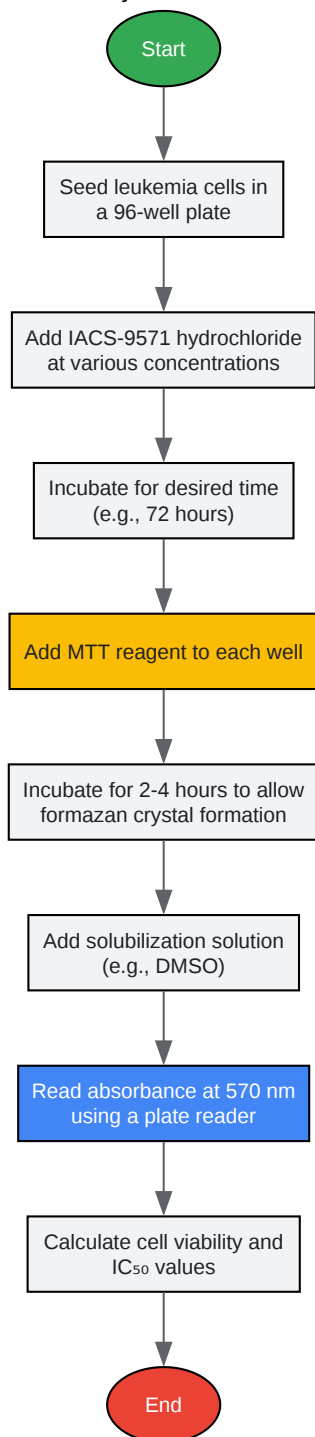 Start
Seed leukemia cells in
a 96-well plate
Add IACS-9571 hydrochloride
at various concentrations
Incubate for desired time
(e.g., 72 hours)
Add MTT reagent to each well
Incubate for 2-4 hours to allow
formazan crystal formation
Add solubilization solution
(e.g., DMSO)
Read absorbance at 570 nm
using a plate reader
Calculate cell viability and
IC₅₀ values
End